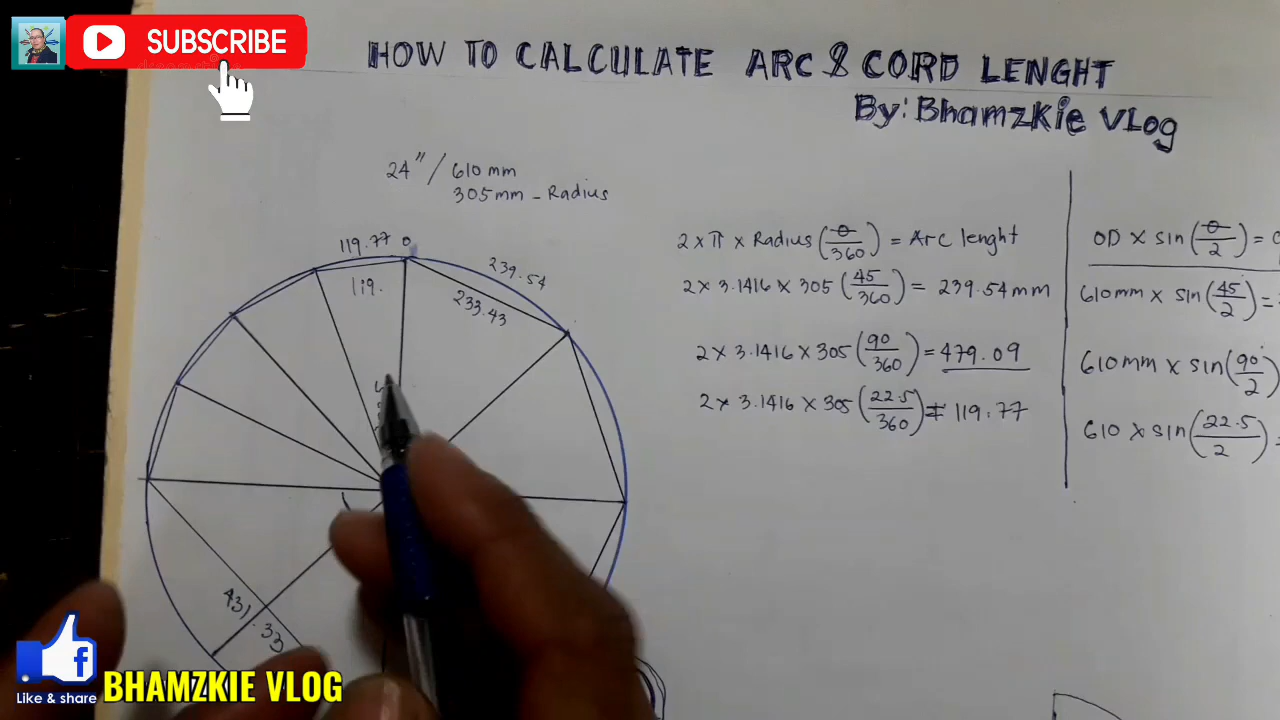 SUBSCRIBE
HOW TO CALCULATE ARC & CORD LENGHT
By: Bhamzkie VLog
24" / 610 mm
305 mm - Radius
119.77 0
239.54
119.
233.43
431.33
2 x π x Radius (θ/360) = Arc lenght
2 x 3.1416 x 305 (45/360) = 239.54 mm
2 x 3.1416 x 305 (90/360) = 479.09
2 x 3.1416 x 305 (22.5/360) = 119.77
OD x sin (θ/2) =
610mm x sin (45°/2) =
610mm x sin (90°/2)
610 x sin (22.5/2) =
Like & share
BHAMZKIE VLOG